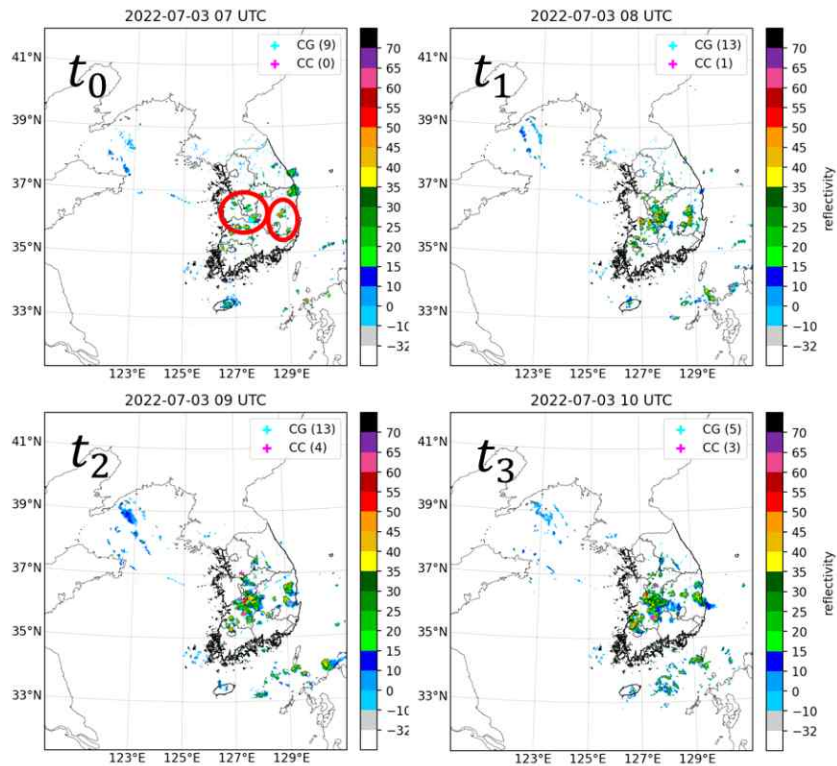 2022-07-03 07 UTC
t₀
CG (9)
CC (0)
41°N
39°N
37°N
35°N
33°N
123°E 125°E 127°E 129°E
70
65
60
55
50
45
40
35
30
25
20
15
10
0
−10
−32
2022-07-03 08 UTC
t₁
CG (13)
CC (1)
41°N
39°N
37°N
35°N
33°N
123°E 125°E 127°E 129°E
70
65
60
55
50
45
40
35
30
25
20
15
10
0
−10
−32
reflectivity
2022-07-03 09 UTC
t₂
CG (13)
CC (4)
41°N
39°N
37°N
35°N
33°N
123°E 125°E 127°E 129°E
70
65
60
55
50
45
40
35
30
25
20
15
10
0
−10
−32
2022-07-03 10 UTC
t₃
CG (5)
CC (3)
41°N
39°N
37°N
35°N
33°N
123°E 125°E 127°E 129°E
70
65
60
55
50
45
40
35
30
25
20
15
10
0
−10
−32
reflectivity